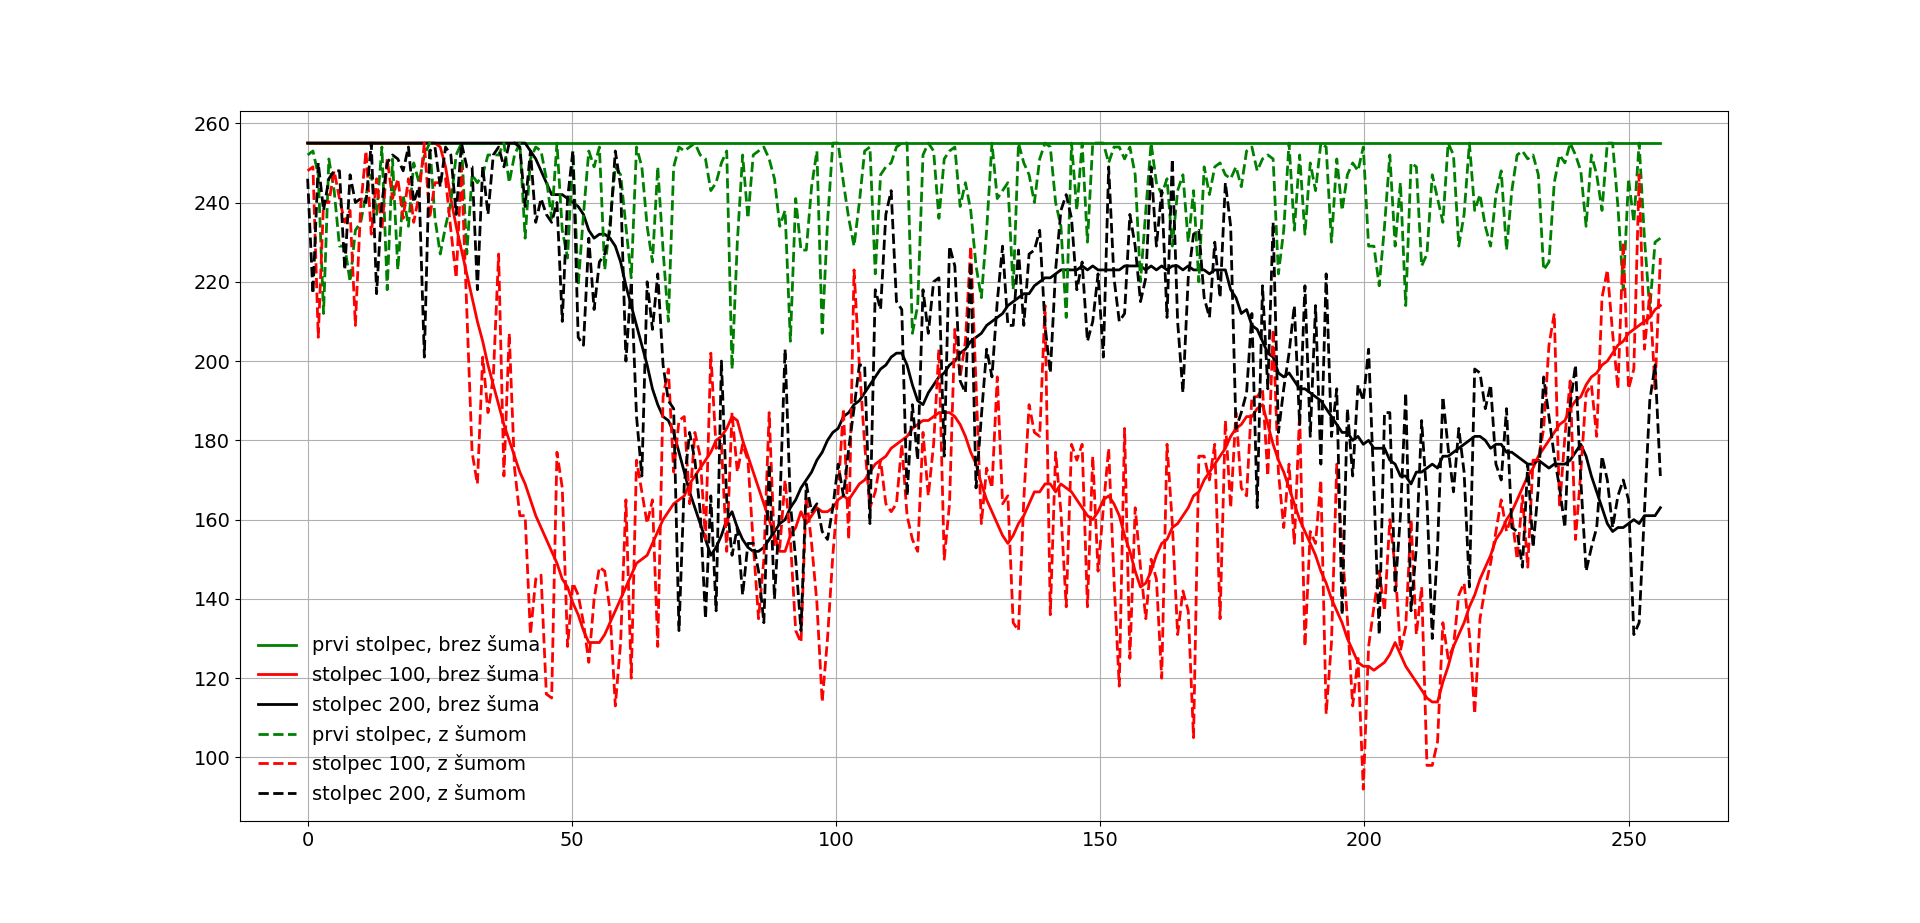 260
240
220
200
180
160
140
120
100
prvi stolpec, brez šuma
stolpec 100, brez šuma
stolpec 200, brez šuma
prvi stolpec, z šumom
stolpec 100, z šumom
stolpec 200, z šumom
0 50 100 150 200 250